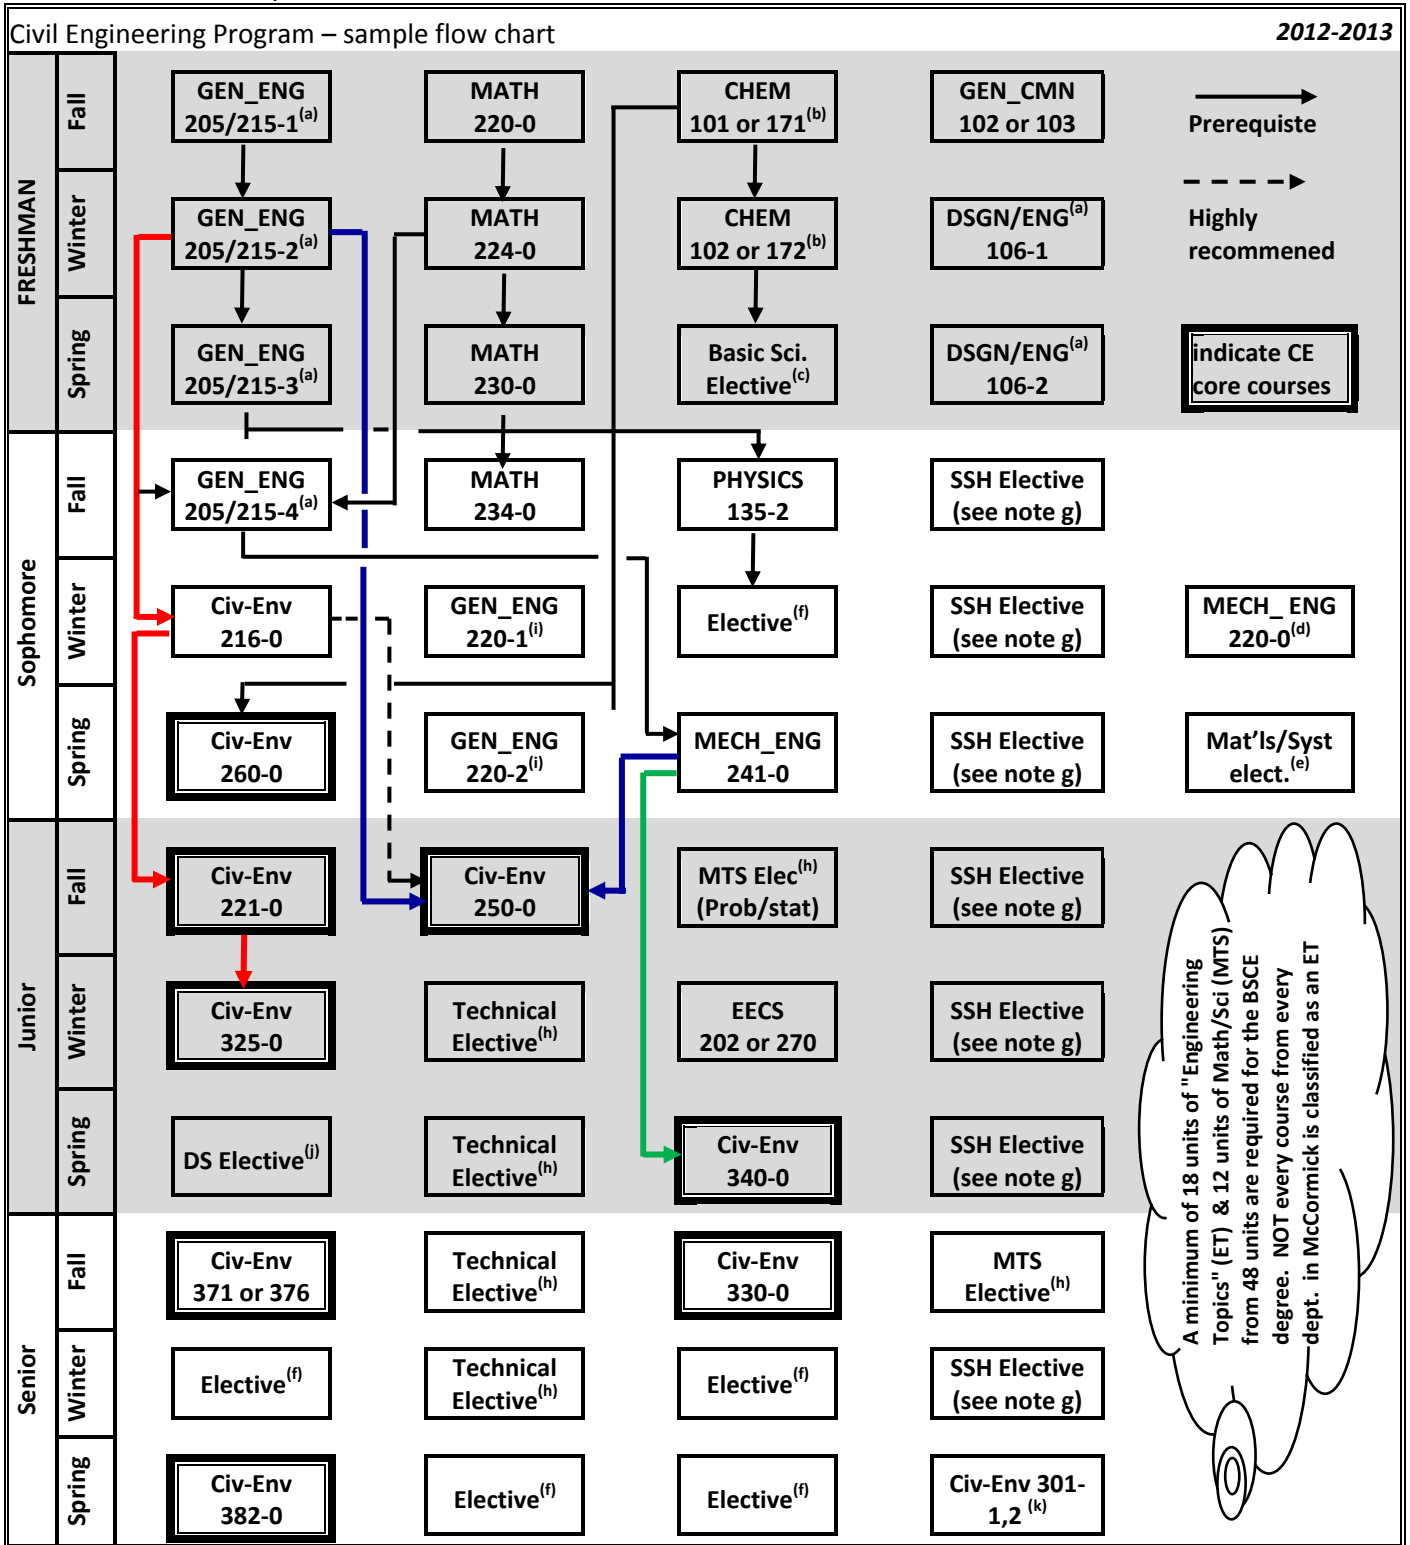 Civil Engineering Program – sample flow chart
2012-2013
FRESHMAN
Fall
GEN_ENG
205/215-1(a)
MATH
220-0
CHEM
101 or 171(b)
GEN_CMN
102 or 103
Prerequiste
Winter
GEN_ENG
205/215-2(a)
MATH
224-0
CHEM
102 or 172(b)
DSGN/ENG(a)
106-1
Highly
recommened
Spring
GEN_ENG
205/215-3(a)
MATH
230-0
Basic Sci.
Elective(c)
DSGN/ENG(a)
106-2
indicate CE
core courses
Sophomore
Fall
GEN_ENG
205/215-4(a)
MATH
234-0
PHYSICS
135-2
SSH Elective
(see note g)
Winter
Civ-Env
216-0
GEN_ENG
220-1(i)
Elective(f)
SSH Elective
(see note g)
MECH_ ENG
220-0(d)
Spring
Civ-Env
260-0
GEN_ENG
220-2(i)
MECH_ENG
241-0
SSH Elective
(see note g)
Mat'ls/Syst
elect.(e)
Junior
Fall
Civ-Env
221-0
Civ-Env
250-0
MTS Elec(h)
(Prob/stat)
SSH Elective
(see note g)
Winter
Civ-Env
325-0
Technical
Elective(h)
EECS
202 or 270
SSH Elective
(see note g)
Spring
DS Elective(j)
Technical
Elective(h)
Civ-Env
340-0
SSH Elective
(see note g)
A minimum of 18 units of "Engineering
Topics" (ET) & 12 units of Math/Sci (MTS)
from 48 units are required for the BSCE
degree. NOT every course from every
dept. in McCormick is classified as an ET
Senior
Fall
Civ-Env
371 or 376
Technical
Elective(h)
Civ-Env
330-0
MTS
Elective(h)
Winter
Elective(f)
Technical
Elective(h)
Elective(f)
SSH Elective
(see note g)
Spring
Civ-Env
382-0
Elective(f)
Elective(f)
Civ-Env 301-
1,2 (k)